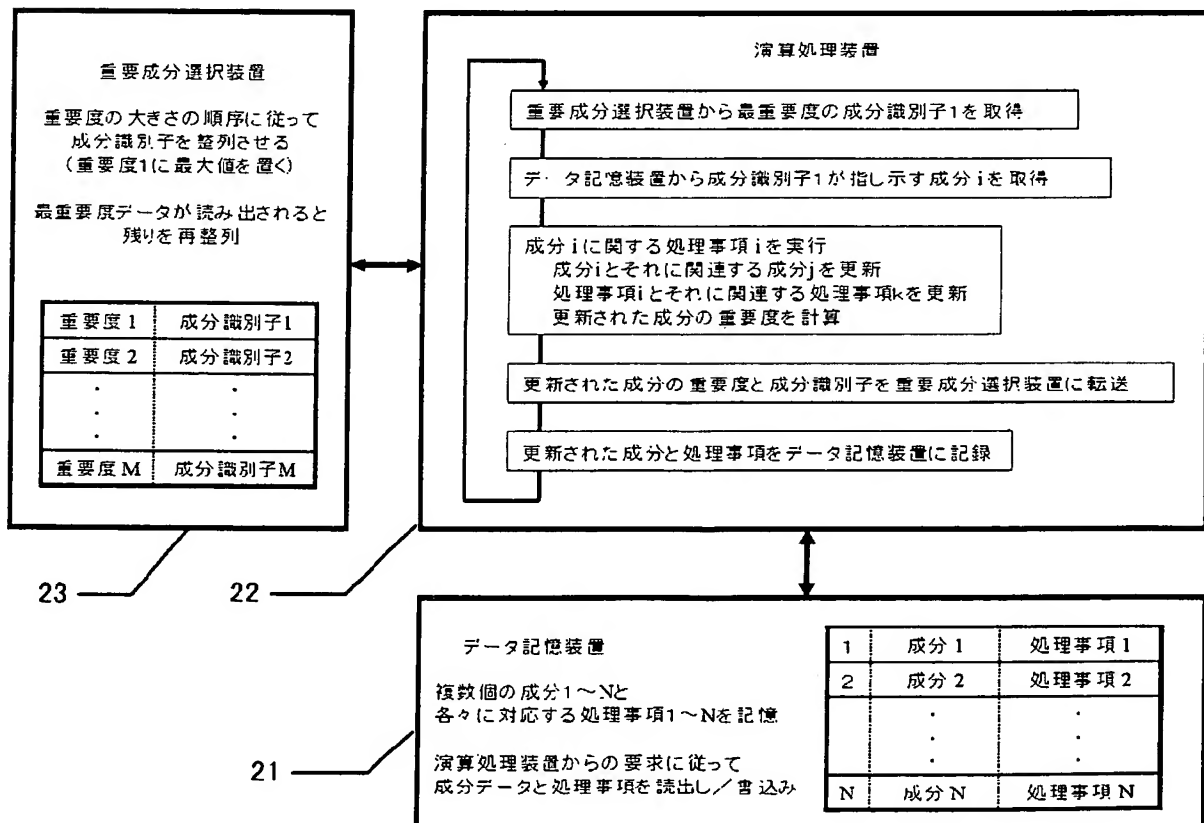 重要成分選択装置
重要度の大きさの順序に従って
成分識別子を整列させる
(重要度1に最大値を置く)
最重要度データが読み出されると
残りを再整列
重要度1 成分識別子1
重要度2 成分識別子2
・ ・
・ ・
・ ・
重要度M 成分識別子M
23
演算処理装置
重要成分選択装置から最重要度の成分識別子1を取得
データ記憶装置から成分識別子1が指し示す成分iを取得
成分iに関する処理事項iを実行
成分iとそれに関連する成分jを更新
処理事項iとそれに関連する処理事項kを更新
更新された成分の重要度を計算
更新された成分の重要度と成分識別子を重要成分選択装置に転送
更新された成分と処理事項をデータ記憶装置に記録
22
データ記憶装置
複数個の成分1~Nと
各々に対応する処理事項1~Nを記憶
演算処理装置からの要求に従って
成分データと処理事項を読出し/書込み
1 成分1 処理事項1
2 成分2 処理事項2
・ ・
・ ・
・ ・
N 成分N 処理事項N
21